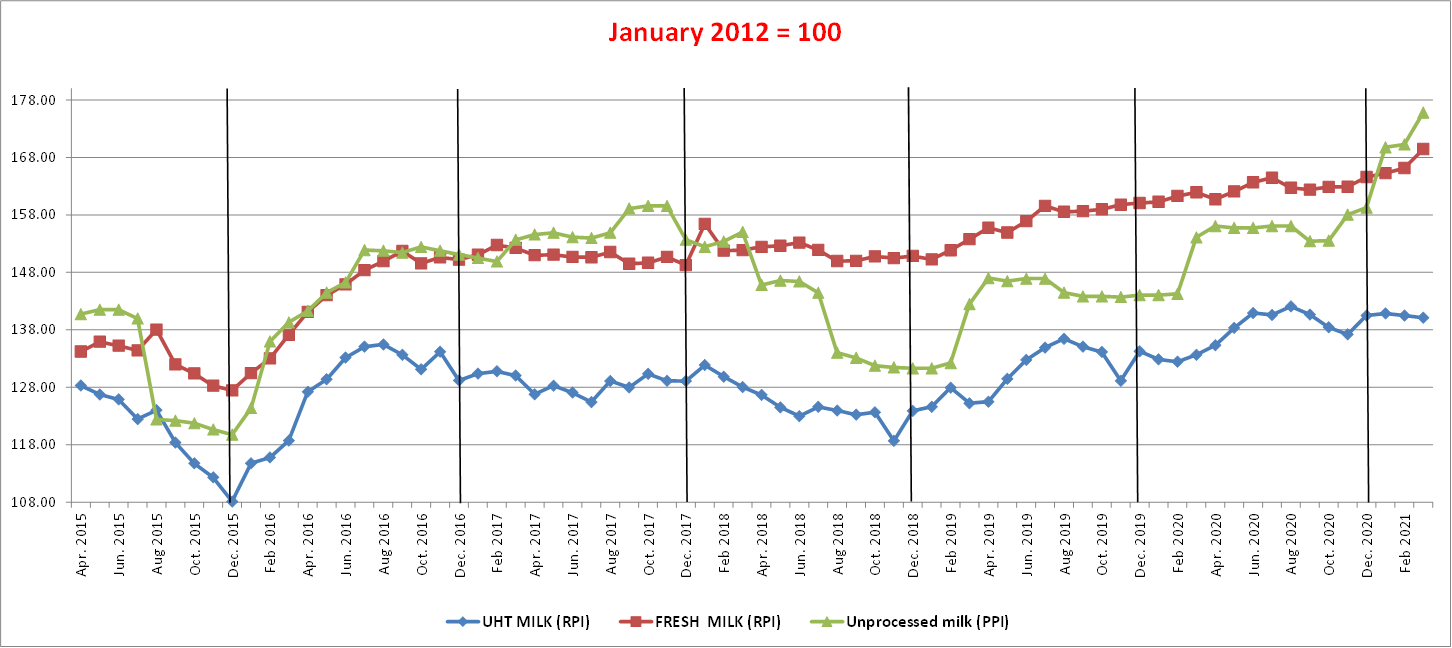 January 2012 = 100
178.00
168.00
158.00
148.00
138.00
128.00
118.00
108.00
Apr. 2015
Jun. 2015
Aug 2015
Oct. 2015
Dec. 2015
Feb 2016
Apr. 2016
Jun. 2016
Aug 2016
Oct. 2016
Dec. 2016
Feb 2017
Apr. 2017
Jun. 2017
Aug 2017
Oct. 2017
Dec. 2017
Feb 2018
Apr. 2018
Jun. 2018
Aug 2018
Oct. 2018
Dec. 2018
Feb 2019
Apr. 2019
Jun. 2019
Aug 2019
Oct. 2019
Dec. 2019
Feb 2020
Apr. 2020
Jun. 2020
Aug 2020
Oct. 2020
Dec. 2020
Feb 2021
UHT MILK (RPI) FRESH MILK (RPI) Unprocessed milk (PPI)